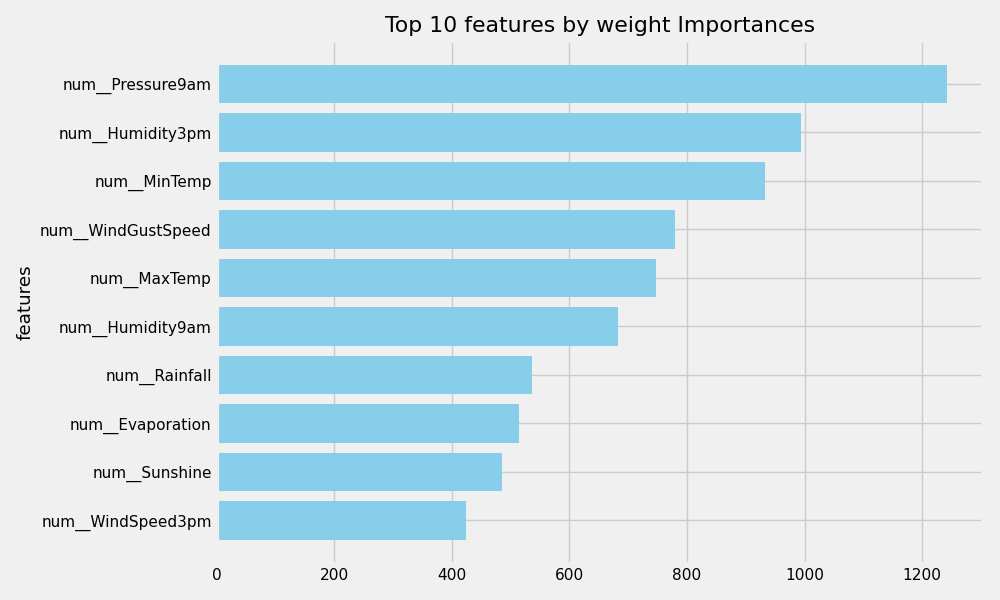 Top 10 features by weight Importances
features
num__Pressure9am
num__Humidity3pm
num__MinTemp
num__WindGustSpeed
num__MaxTemp
num__Humidity9am
num__Rainfall
num__Evaporation
num__Sunshine
num__WindSpeed3pm
0 200 400 600 800 1000 1200